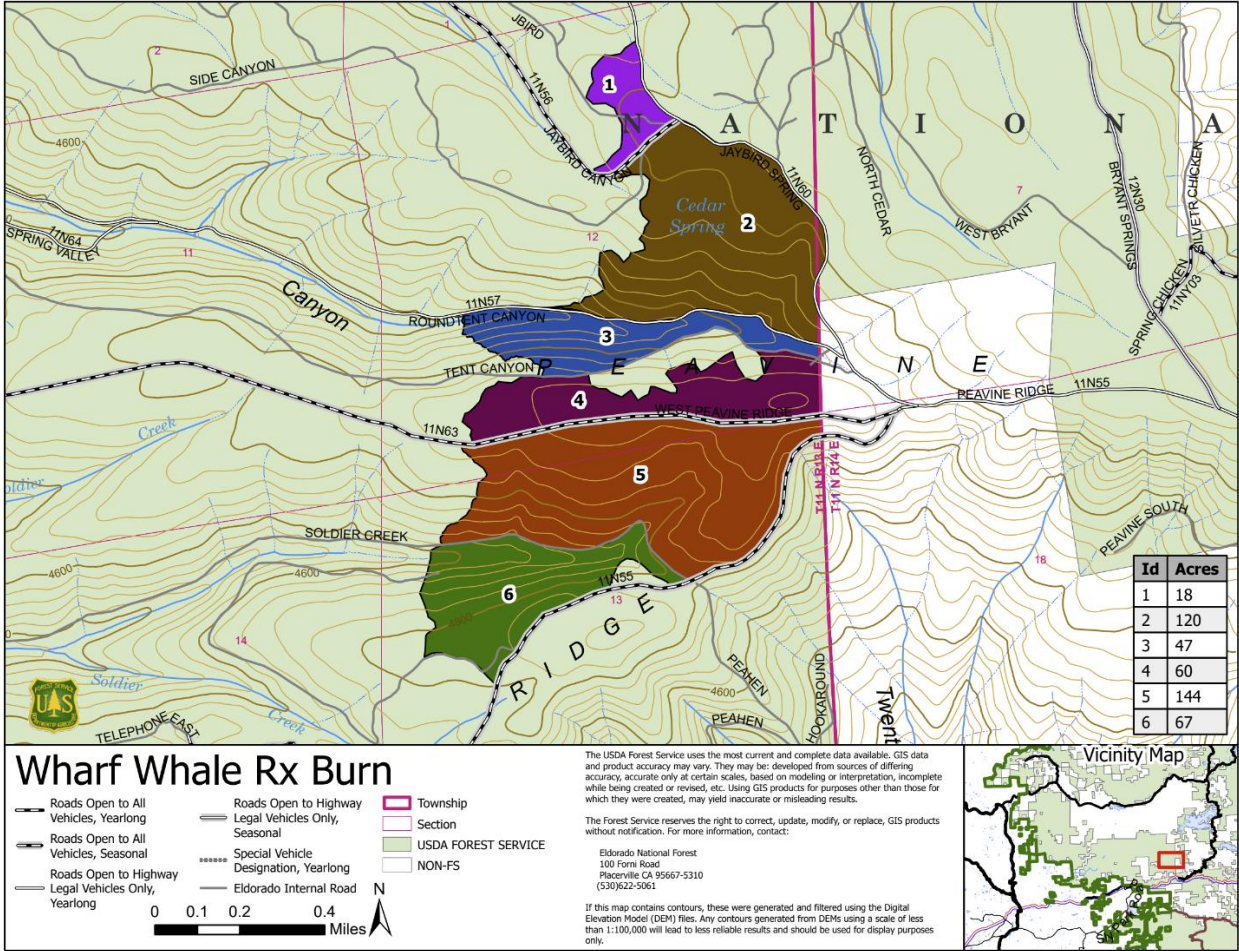 2
SIDE CANYON
1
JBIRD
11N56
JAYBIRD CANYON
1
N A T I O N A
4600
JAYBIRD SPRING
11N60
NORTH CEDAR
7
WEST BRYANT
12N30
BRYANT SPRINGS
SILVETR CHICKEN
Cedar
Spring
2
12
11N64
SPRING VALLEY
11
Canyon
11N57
ROUNDTENT CANYON
3
SPRING CHICKEN
11NY03
TENT CANYON
P E A V I N E
4
WEST PEAVINE RIDGE
PEAVINE RIDGE
11N55
11N63
Creek
oldier
5
T11 N R13 E
T11 N R14 E
SOLDIER CREEK
4600
4600
PEAVINE SOUTH
18
11N55
6
13
4600
14
R I D G E
PEAHEN
4600
PEAHEN
HOOKAROUND
Twent
Soldier
Creek
TELEPHONE EAST
FOREST SERVICE
U S
DEPARTMENT OF AGRICULTURE
Id Acres
1 18
2 120
3 47
4 60
5 144
6 67
Wharf Whale Rx Burn
Roads Open to All
Vehicles, Yearlong
Roads Open to All
Vehicles, Seasonal
Roads Open to Highway
Legal Vehicles Only,
Yearlong
Roads Open to Highway
Legal Vehicles Only,
Seasonal
Special Vehicle
Designation, Yearlong
Eldorado Internal Road
Township
Section
USDA FOREST SERVICE
NON-FS
0 0.1 0.2 0.4
Miles
N
The USDA Forest Service uses the most current and complete data available. GIS data
and product accuracy may vary. They may be: developed from sources of differing
accuracy, accurate only at certain scales, based on modeling or interpretation, incomplete
while being created or revised, etc. Using GIS products for purposes other than those for
which they were created, may yield inaccurate or misleading results.
The Forest Service reserves the right to correct, update, modify, or replace, GIS products
without notification. For more information, contact:
Eldorado National Forest
100 Forni Road
Placerville CA 95667-5310
(530)622-5061
If this map contains contours, these were generated and filtered using the Digital
Elevation Model (DEM) files. Any contours generated from DEMs using a scale of less
than 1:100,000 will lead to less reliable results and should be used for display purposes
only.
Vicinity Map